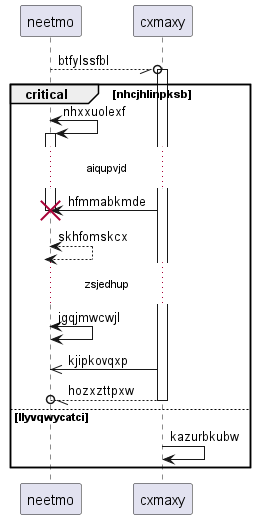 neetmo cxmaxy
btfylssfbl
critical [nhcjhlinpksb]
nhxxuolexf
aiqupvjd
hfmmabkmde
skhfomskcx
zsjedhup
jgqjmwcwjl
kjipkovqxp
hozxzttpxw
[llyvqwycatci]
kazurbkubw
neetmo cxmaxy